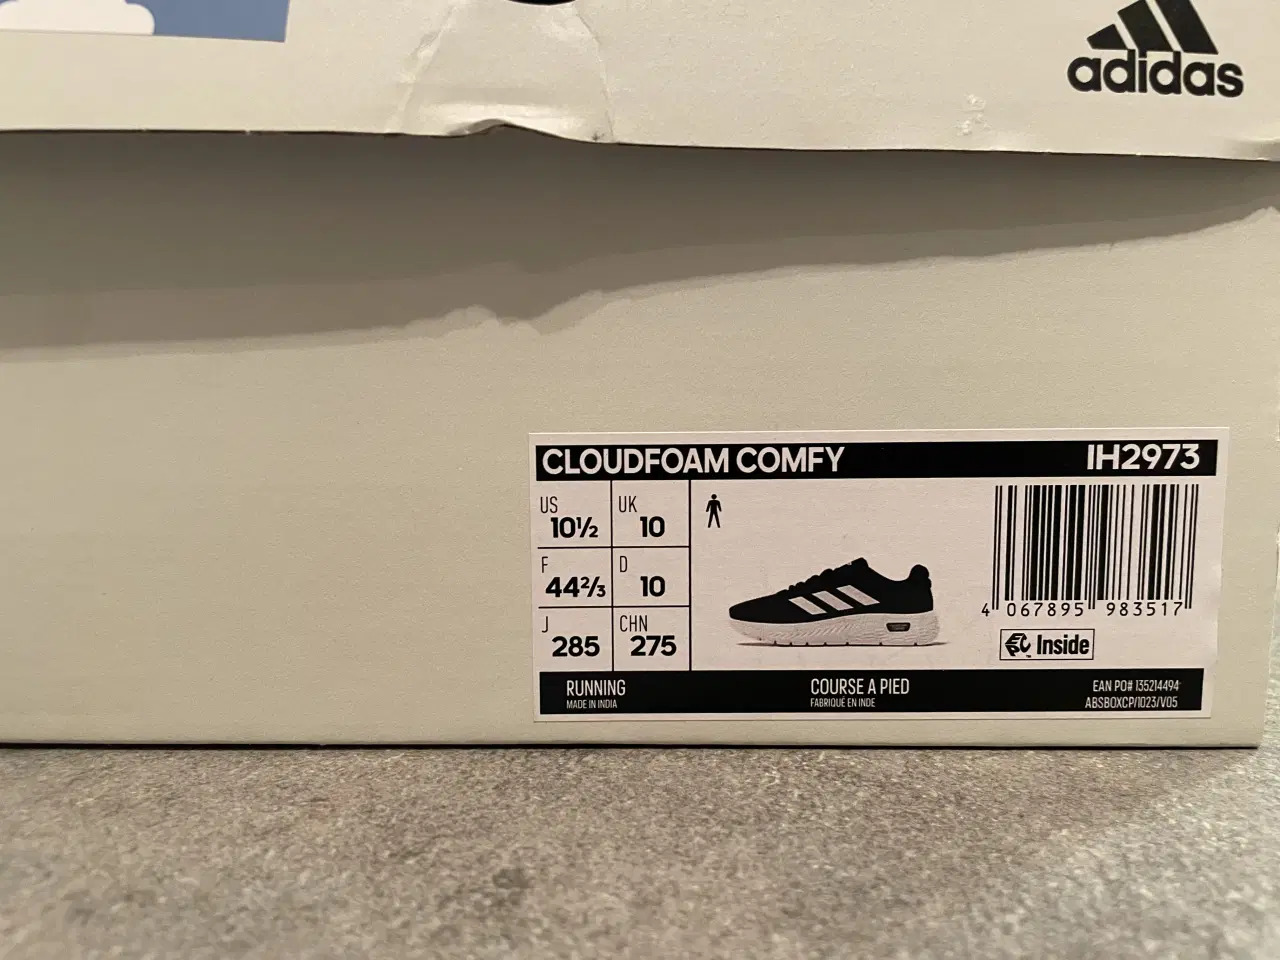 adidas
CLOUDFOAM COMFY IH2973
US 10½ UK 10
F 44⅔ D 10
J 285 CHN 275
4 067895 983517
Inside
RUNNING COURSE A PIED EAN PO# 135214494
MADE IN INDIA FABRIQUÉ EN INDE ABSBOXCP/1023/V05